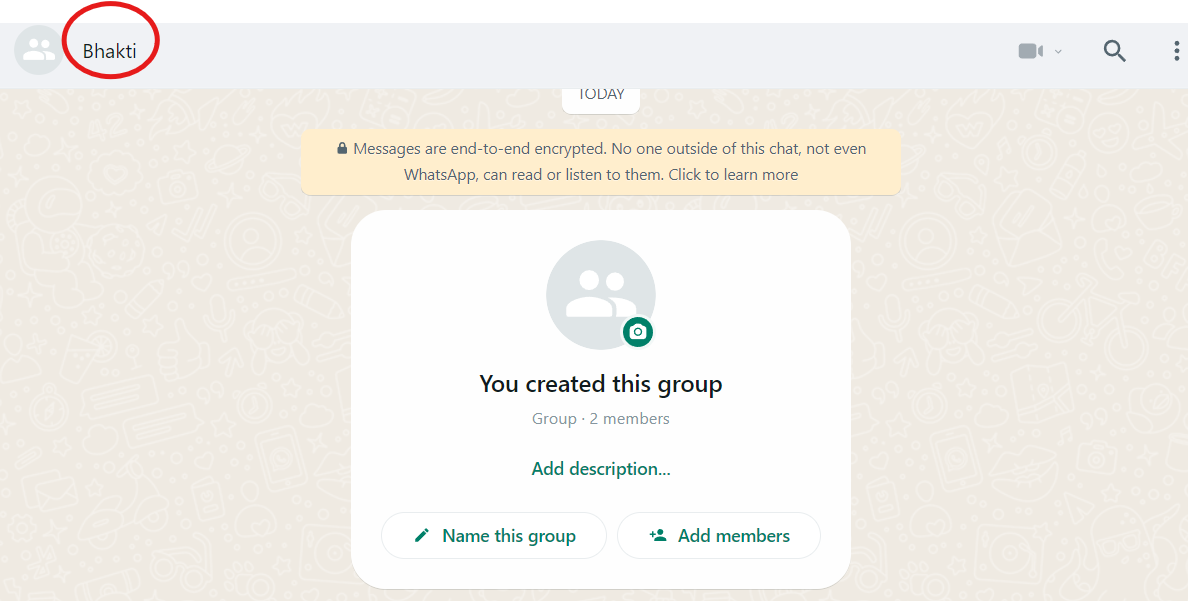 Bhakti
TODAY
Messages are end-to-end encrypted. No one outside of this chat, not even
WhatsApp, can read or listen to them. Click to learn more
You created this group
Group · 2 members
Add description...
Name this group
Add members